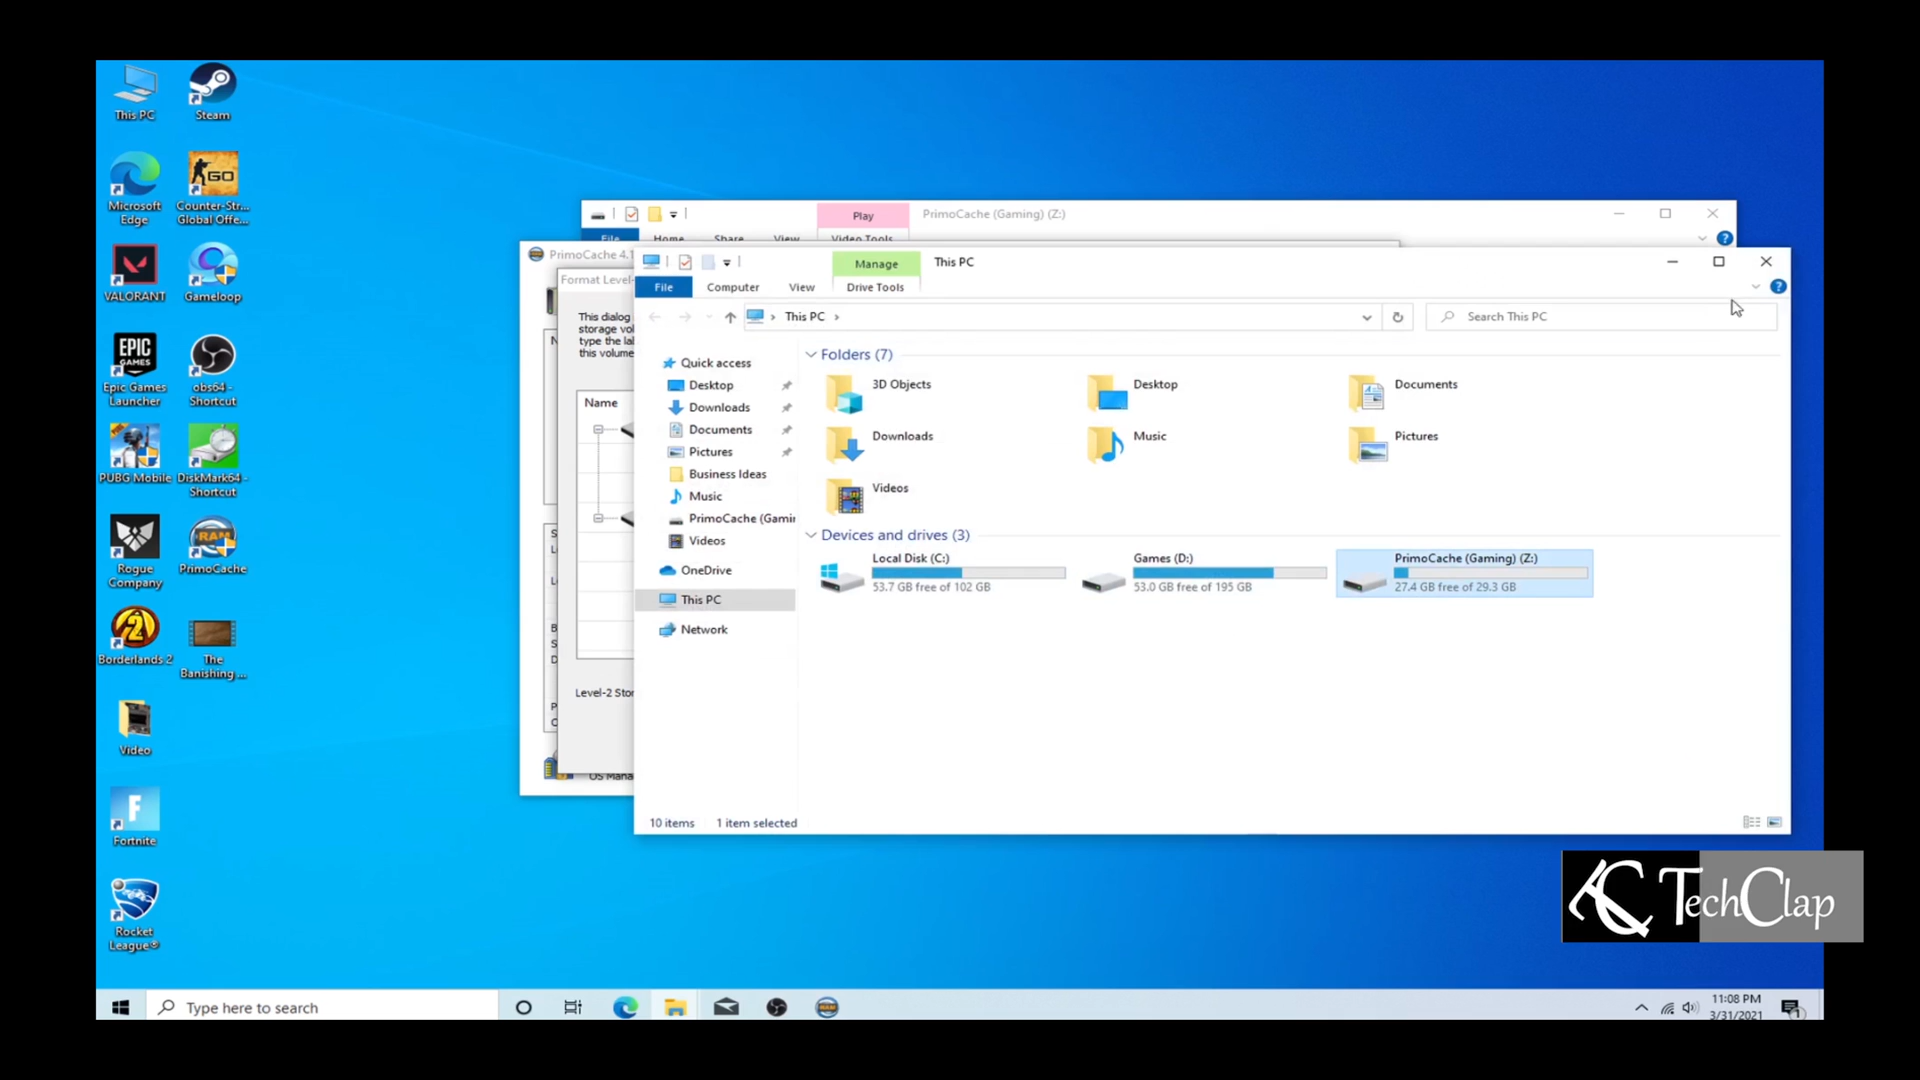 This PC
Steam
Microsoft
Edge
Counter-Str...
Global Offe...
VALORANT
Gameloop
Epic Games
Launcher
obs64 -
Shortcut
PUBG Mobile
DiskMark64 -
Shortcut
Rogue
Company
PrimoCache
Borderlands 2
The
Banishing ...
Video
Fortnite
Rocket
League®
Play
PrimoCache (Gaming) (Z:)
File
Home
Share
View
Video Tools
PrimoCache 4.1
Format Level-
This dialog
storage vol
type the lab
this volume
Name
Level-2 Stor
OS Mana
Manage
This PC
File
Computer
View
Drive Tools
This PC
Search This PC
Quick access
Desktop
Downloads
Documents
Pictures
Business Ideas
Music
PrimoCache (Gamin
Videos
OneDrive
This PC
Network
Folders (7)
3D Objects
Desktop
Documents
Downloads
Music
Pictures
Videos
Devices and drives (3)
Local Disk (C:)
53.7 GB free of 102 GB
Games (D:)
53.0 GB free of 195 GB
PrimoCache (Gaming) (Z:)
27.4 GB free of 29.3 GB
10 items
1 item selected
TechClap
Type here to search
11:08 PM
3/31/2021